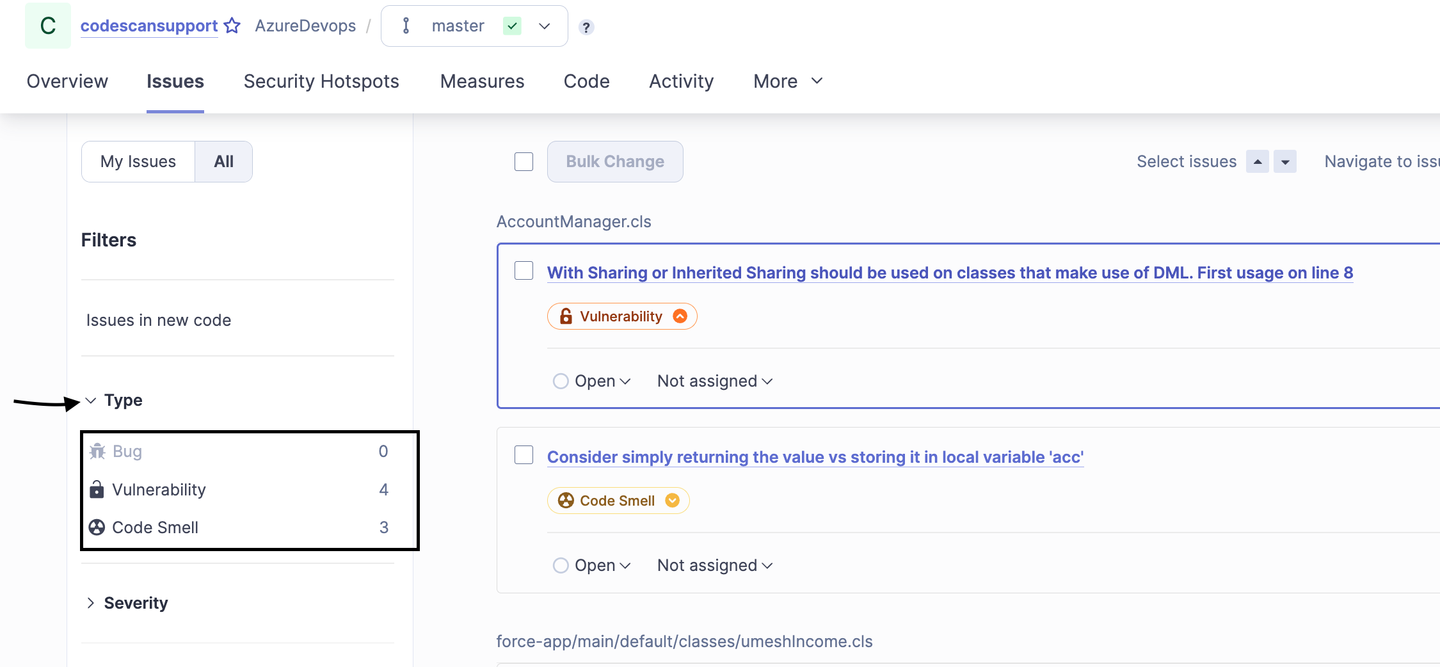 C codescansupport AzureDevops / master ?
Overview Issues Security Hotspots Measures Code Activity More
My Issues All
Bulk Change Select issues Navigate to
AccountManager.cls
Filters
With Sharing or Inherited Sharing should be used on classes that make use of DML. First usage on line 8
Issues in new code
Vulnerability
Open Not assigned
Type
Bug 0
Vulnerability 4
Code Smell 3
Consider simply returning the value vs storing it in local variable 'acc'
Code Smell
Open Not assigned
Severity
force-app/main/default/classes/umeshIncome.cls